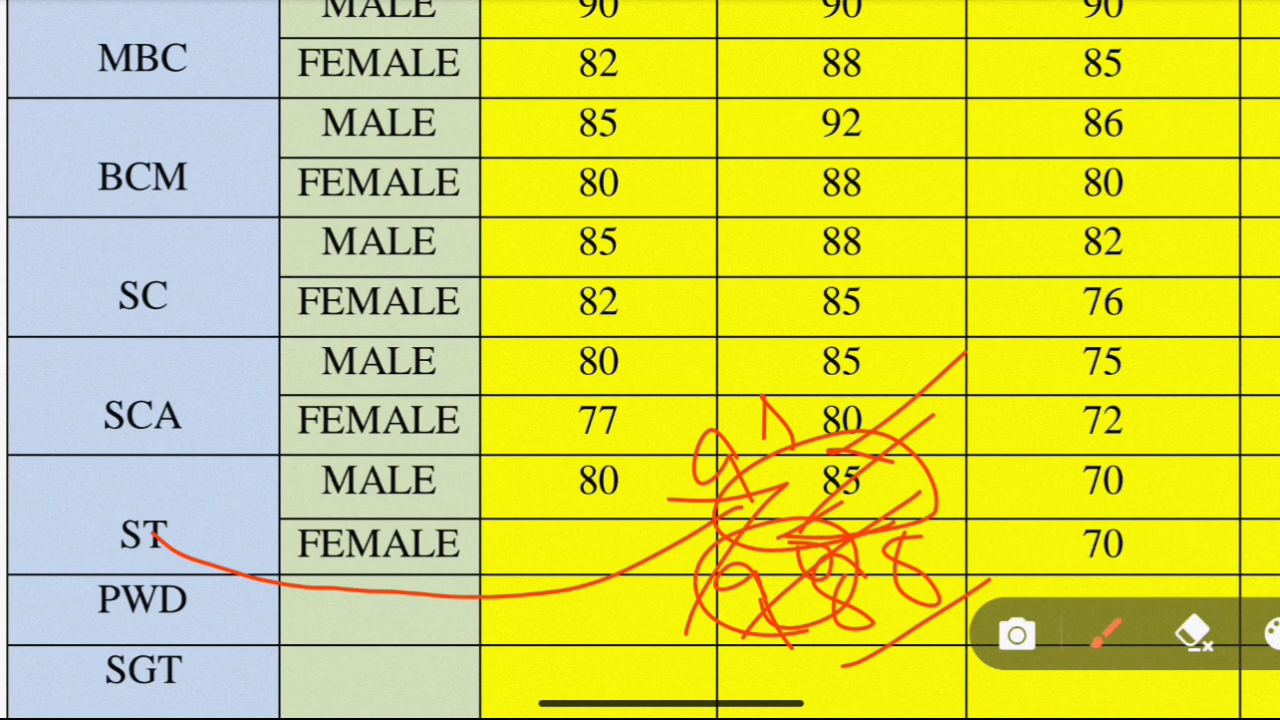 MALE 90 90 90
MBC FEMALE 82 88 85
MALE 85 92 86
BCM FEMALE 80 88 80
MALE 85 88 82
SC FEMALE 82 85 76
MALE 80 85 75
SCA FEMALE 77 80 72
MALE 80 85 70
ST FEMALE 70
PWD
SGT